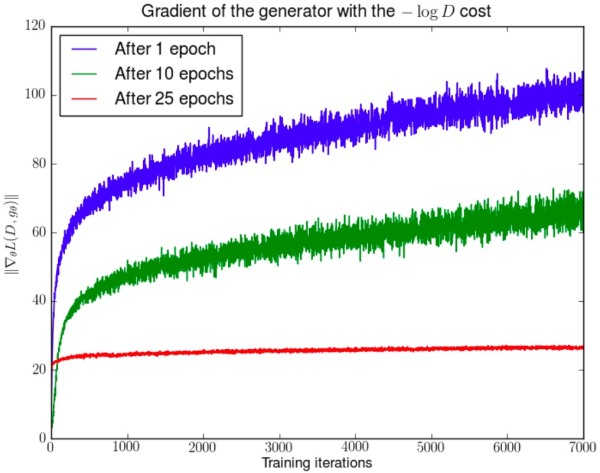 Gradient of the generator with the − log D cost
After 1 epoch
After 10 epochs
After 25 epochs
‖∇θL(D, gθ)‖
120
100
80
60
40
20
0
0 1000 2000 3000 4000 5000 6000 7000
Training iterations